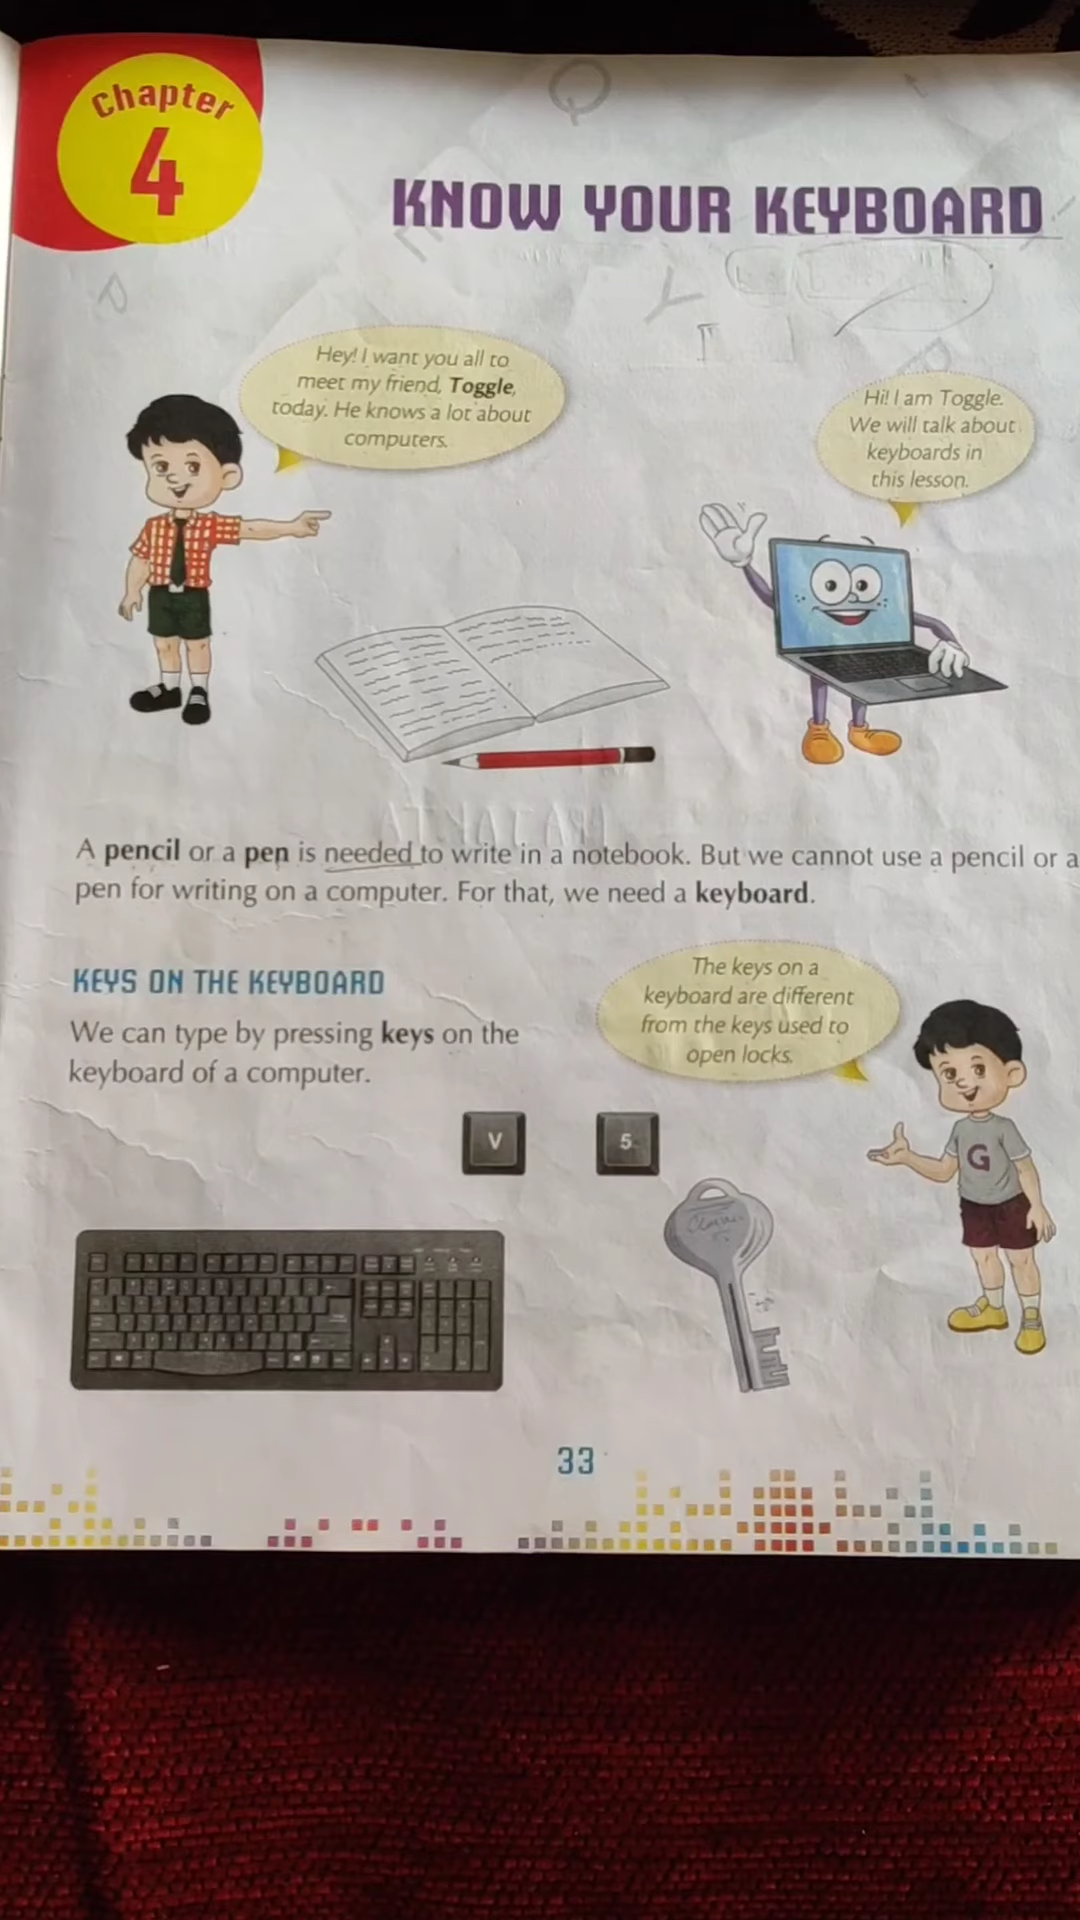 Chapter
4
KNOW YOUR KEYBOARD
Hey! I want you all to
meet my friend, Toggle,
today. He knows a lot about
computers.
Hi! I am Toggle.
We will talk about
keyboards in
this lesson.
A pencil or a pen is needed to write in a notebook. But we cannot use a pencil or a
pen for writing on a computer. For that, we need a keyboard.
KEYS ON THE KEYBOARD
We can type by pressing keys on the
keyboard of a computer.
The keys on a
keyboard are different
from the keys used to
open locks.
V
5
G
33